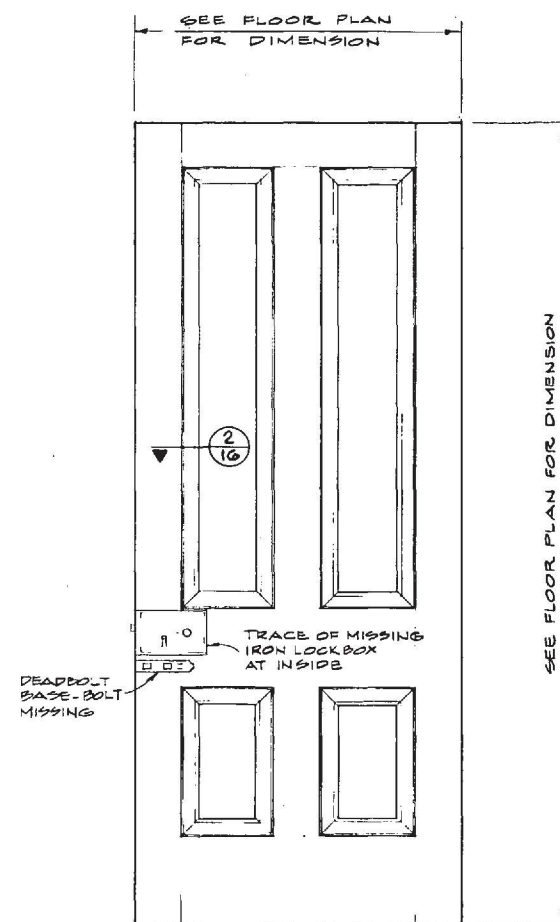 SEE FLOOR PLAN
FOR DIMENSION
SEE FLOOR PLAN FOR DIMENSION
2
16
TRACE OF MISSING
IRON LOCKBOX
AT INSIDE
DEADBOLT
BASE-BOLT
MISSING